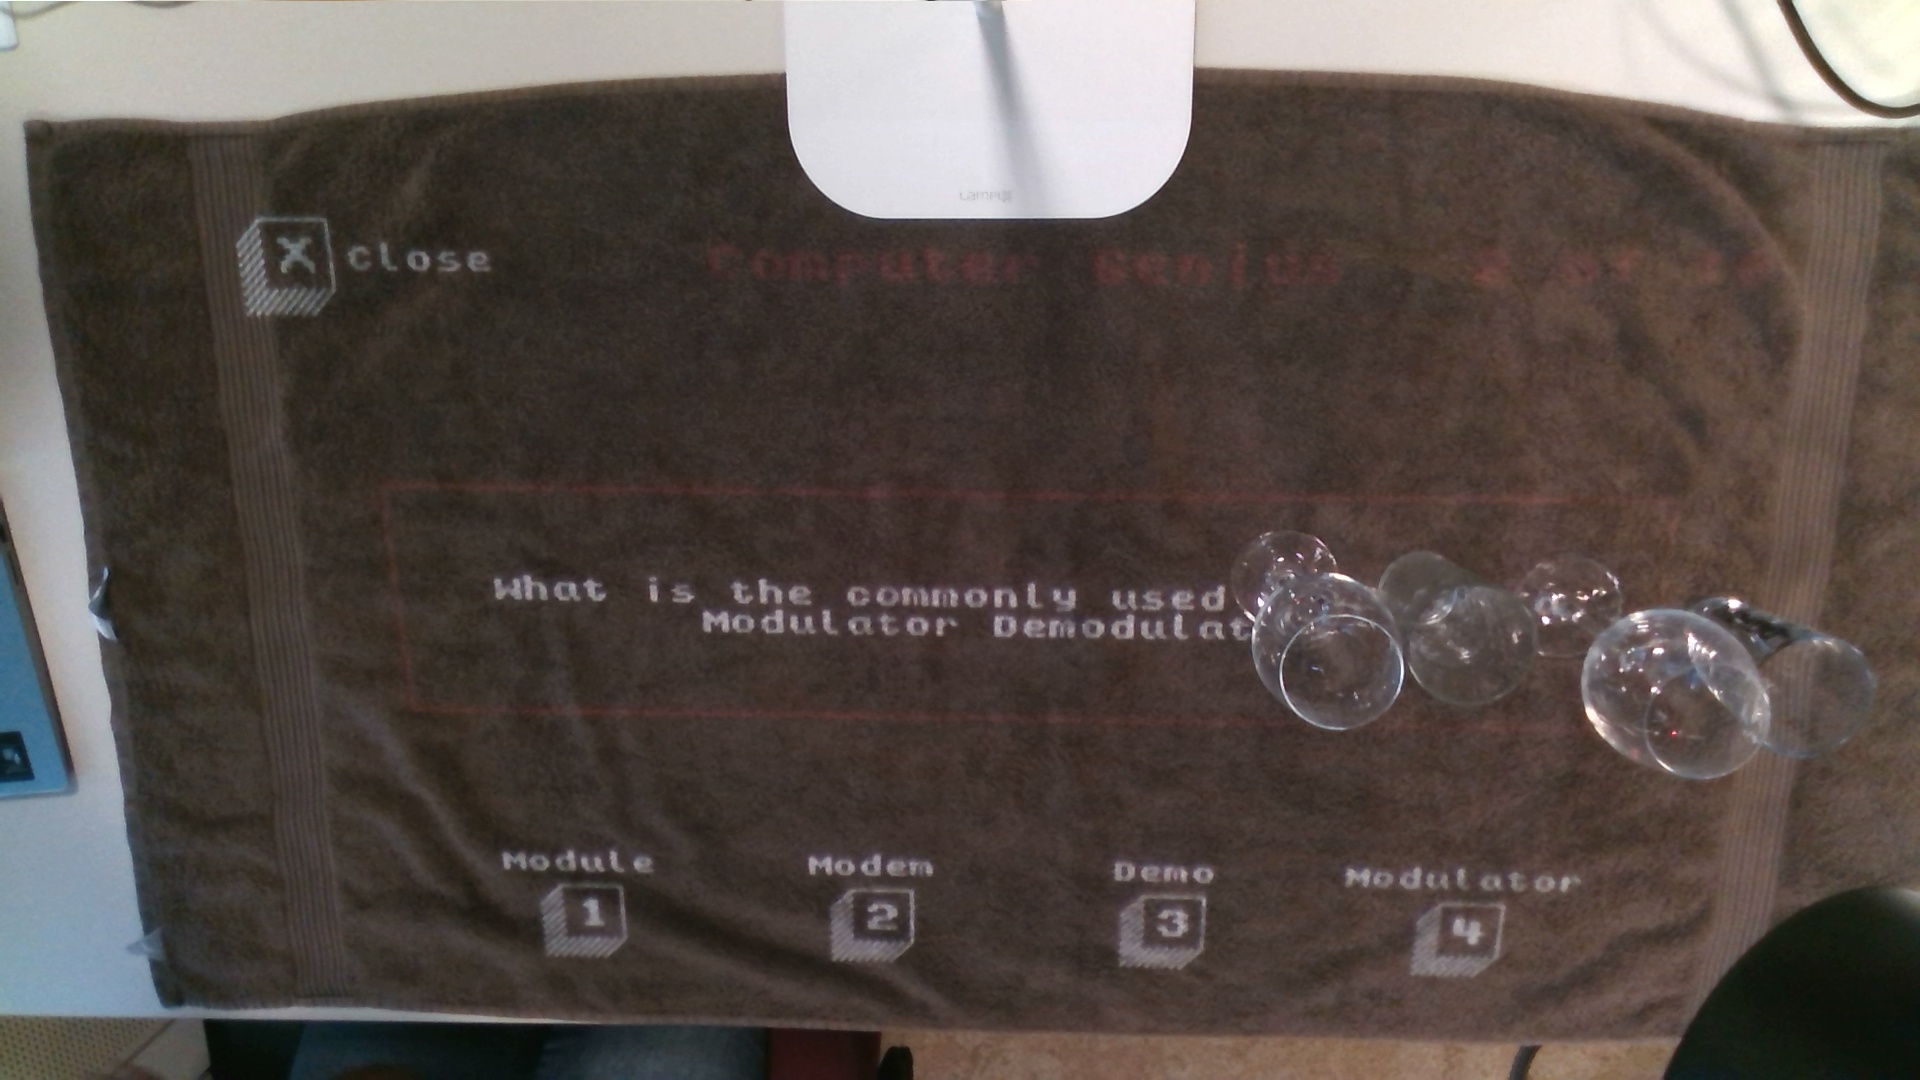 X Close
Computer Genius
What is the commonly used
Modulator Demodulat
Module
Modem
Demo
Modulator
1
2
3
4